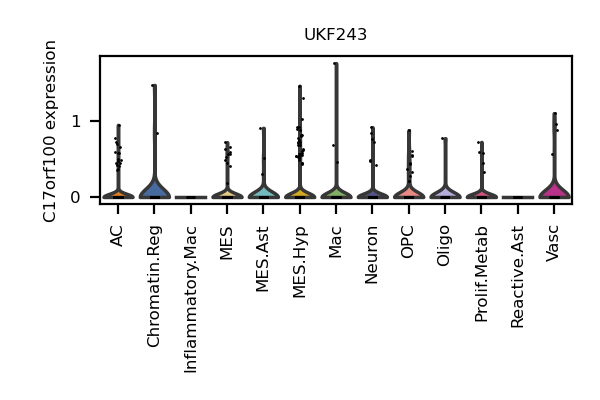 UKF243
C17orf100 expression
1
0
AC
Chromatin.Reg
Inflammatory.Mac
MES
MES.Ast
MES.Hyp
Mac
Neuron
OPC
Oligo
Prolif.Metab
Reactive.Ast
Vasc